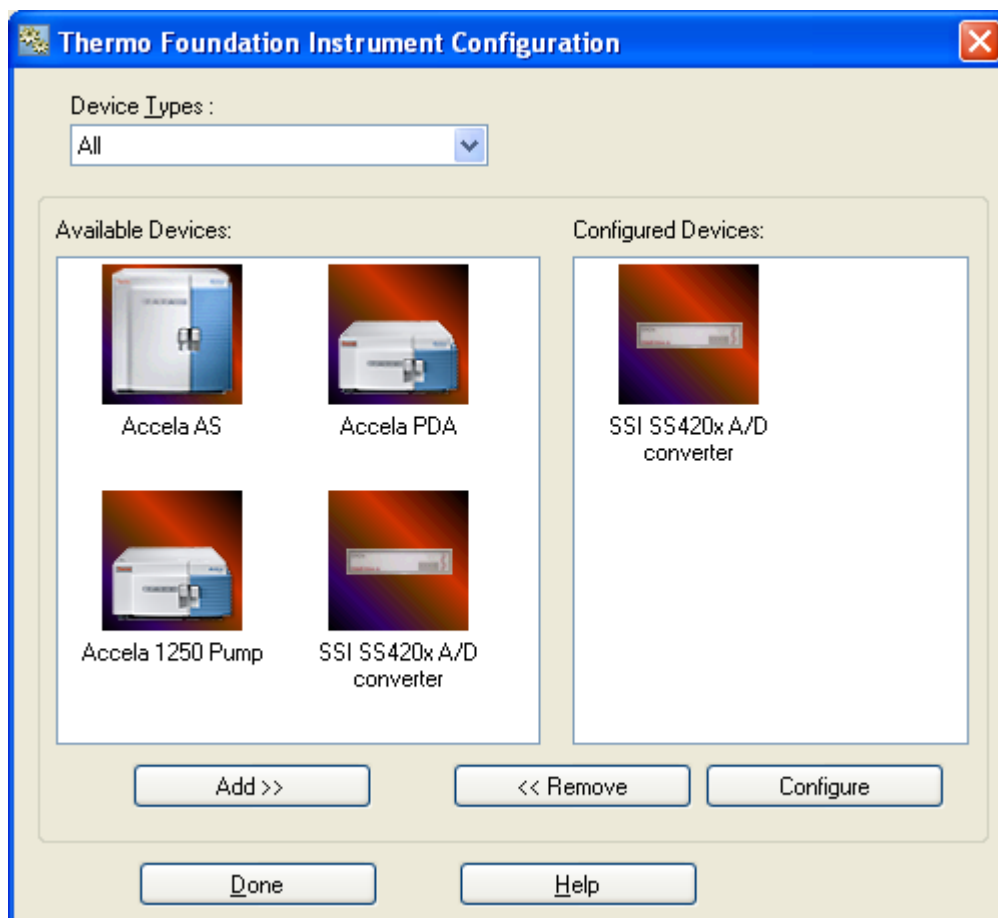 Thermo Foundation Instrument Configuration
Device Types :
All
Available Devices:
Configured Devices:
Accela AS
Accela PDA
SSI SS420x A/D
converter
Accela 1250 Pump
SSI SS420x A/D
converter
Add >>
<< Remove
Configure
Done
Help